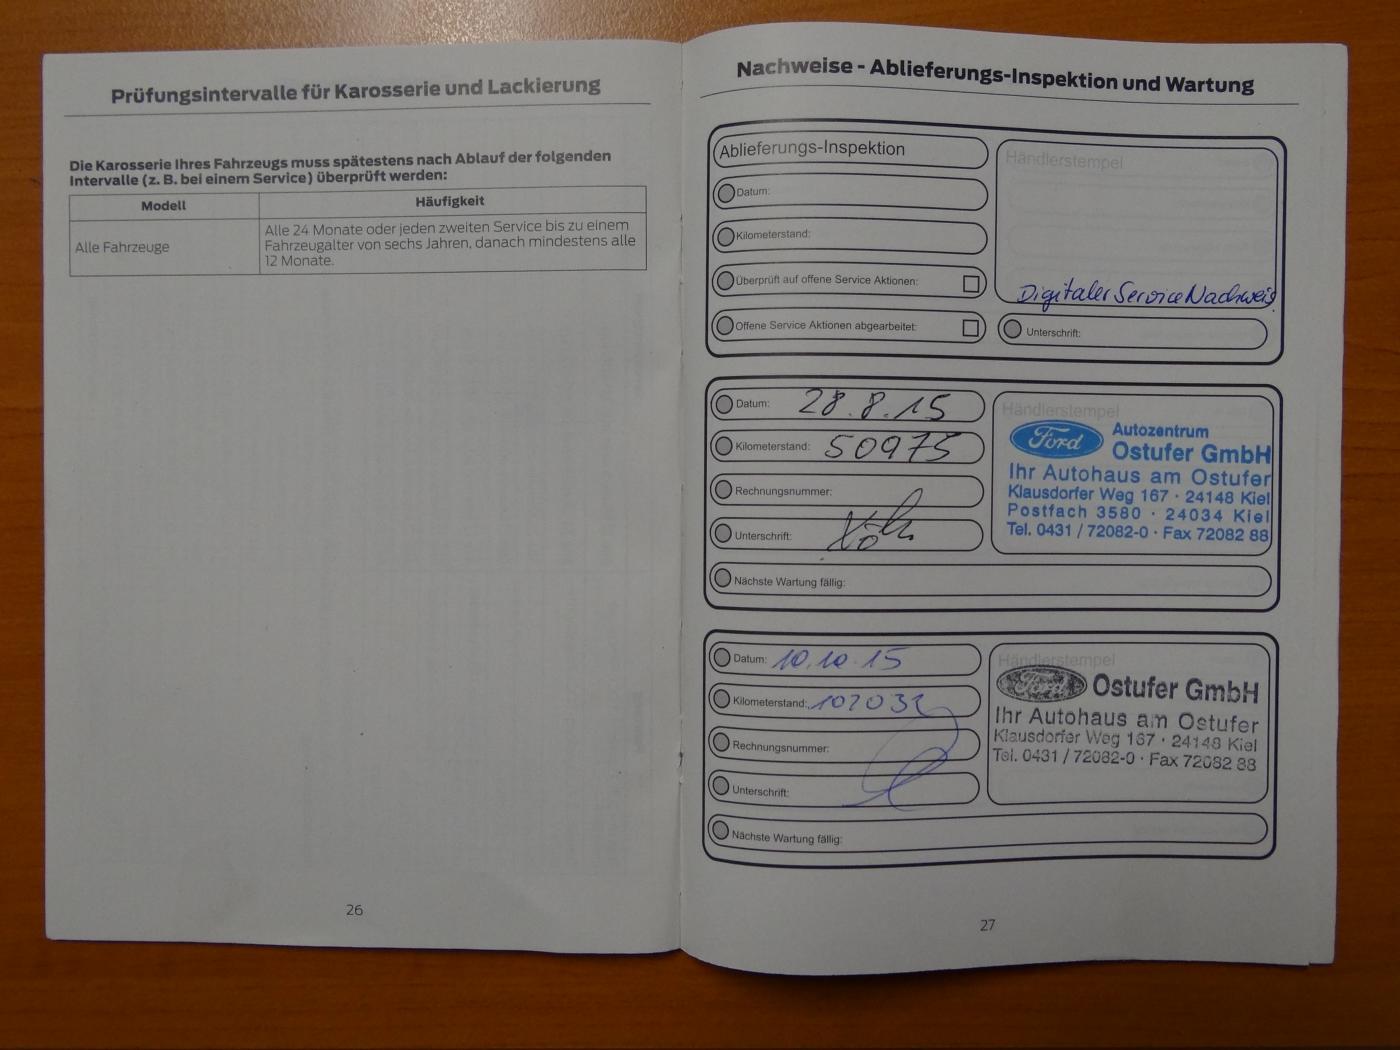 Prüfungsintervalle für Karosserie und Lackierung
Die Karosserie Ihres Fahrzeugs muss spätestens nach Ablauf der folgenden
Intervalle (z. B. bei einem Service) überprüft werden:
Modell
Häufigkeit
Alle Fahrzeuge
Alle 24 Monate oder jeden zweiten Service bis zu einem
Fahrzeugalter von sechs Jahren, danach mindestens alle
12 Monate.
26
Nachweise - Ablieferungs-Inspektion und Wartung
Ablieferungs-Inspektion
Datum:
Kilometerstand:
Überprüft auf offene Service Aktionen:
Offene Service Aktionen abgearbeitet:
Händlerstempel
Digitaler Service Nachweis
Unterschrift:
Datum: 28.8.15
Kilometerstand: 50975
Rechnungsnummer:
Unterschrift:
Nächste Wartung fällig:
Händlerstempel
Ford
Autozentrum
Ostufer GmbH
Ihr Autohaus am Ostufer
Klausdorfer Weg 167 · 24148 Kiel
Postfach 3580 · 24034 Kiel
Tel. 0431 / 72082-0 · Fax 72082 88
Datum: 10.10.15
Kilometerstand: 102032
Rechnungsnummer:
Unterschrift:
Nächste Wartung fällig:
Händlerstempel
Ford
Ostufer GmbH
Ihr Autohaus am Ostufer
Klausdorfer Weg 167 · 24148 Kiel
Tel. 0431 / 72082-0 · Fax 72082 88
27